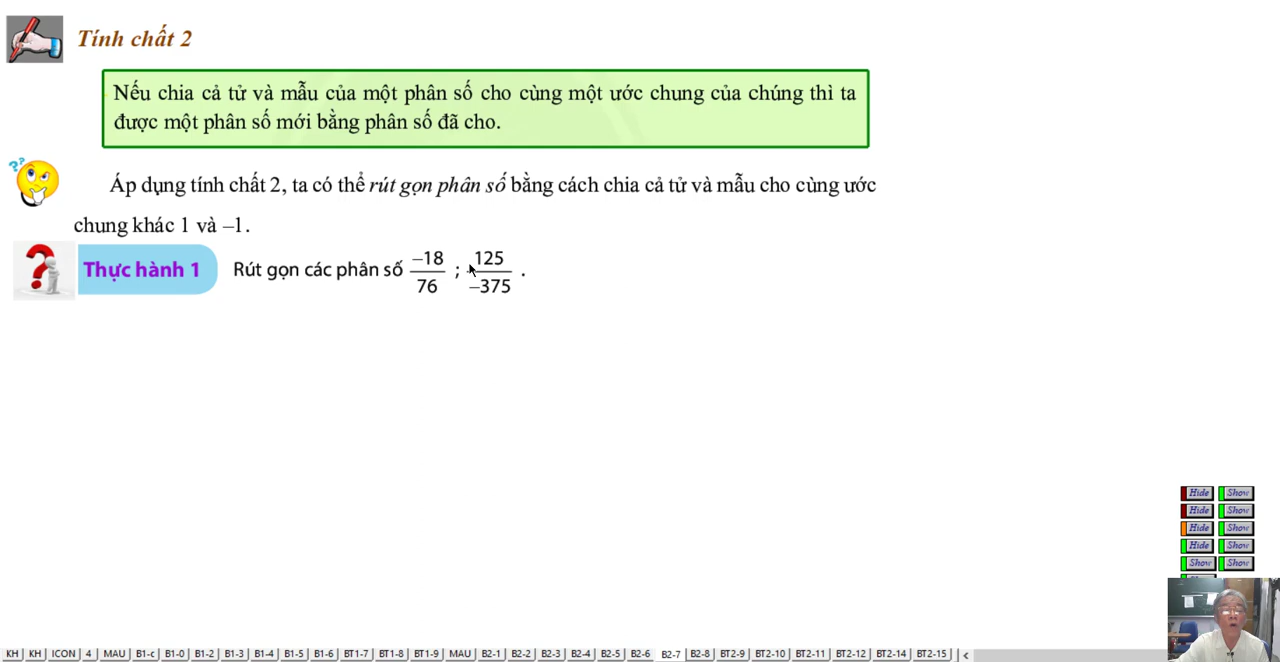 Tính chất 2
Nếu chia cả tử và mẫu của một phân số cho cùng một ước chung của chúng thì ta
được một phân số mới bằng phân số đã cho.
??
Áp dụng tính chất 2, ta có thể rút gọn phân số bằng cách chia cả tử và mẫu cho cùng ước
chung khác 1 và –1.
?
Thực hành 1 Rút gọn các phân số –18/76 ; 125/–375 .
Hide Show
Hide Show
Hide Show
Hide Show
Show Show
KH KH ICON 4 MAU B1-c B1-0 B1-2 B1-3 B1-4 B1-5 B1-6 BT1-7 BT1-8 BT1-9 MAU B2-1 B2-2 B2-3 B2-4 B2-5 B2-6 B2-7 B2-8 BT2-9 BT2-10 BT2-11 BT2-12 BT2-14 BT2-15 <